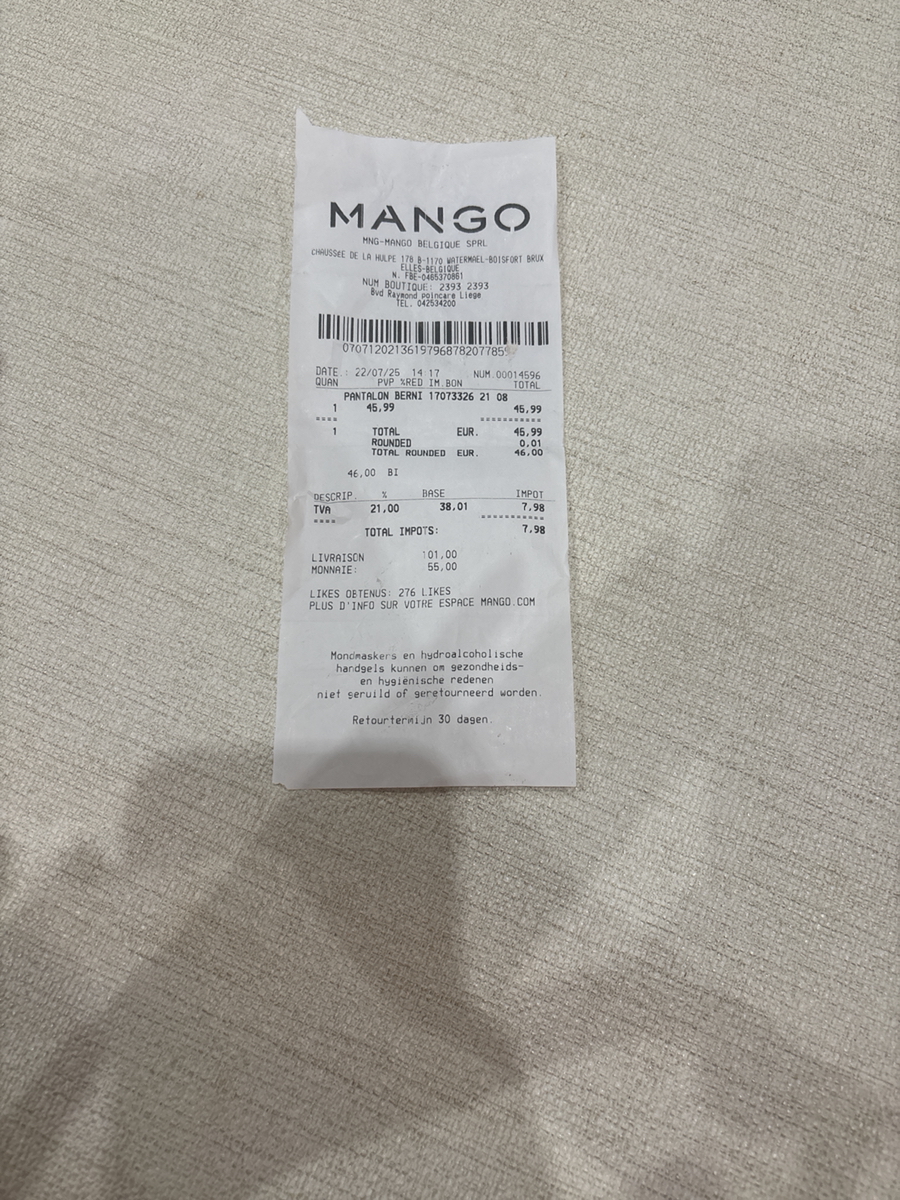 MANGO
MNG-MANGO BELGIQUE SPRL
CHAUSSEE DE LA HULPE 178 B-1170 WATERMAEL-BOISFORT BRUX
ELLES-BELGIQUE
N. FBE-0465370861
NUM BOUTIQUE: 2393 2393
Bvd Raymond poincare Liege
TEL. 042534200
DATE.: 22/07/25 14 17 NUM.00014596
QUAN PVP %RED IM.BON TOTAL
PANTALON BERNI 17073326 21 08
1 45,99 45,99
==== ===========
1 TOTAL EUR. 45,99
ROUNDED 0,01
TOTAL ROUNDED EUR. 46,00
46,00 BI
DESCRIP. % BASE IMPOT
TVA 21,00 38,01 7,98
==== ===========
TOTAL IMPOTS: 7,98
LIVRAISON 101,00
MONNAIE: 55,00
LIKES OBTENUS: 276 LIKES
PLUS D'INFO SUR VOTRE ESPACE MANGO.COM
Mondmaskers en hydroalcoholische
handgels kunnen om gezondheids-
en hygiënische redenen
niet geruild of geretourneerd worden.
Retourtermijn 30 dagen.